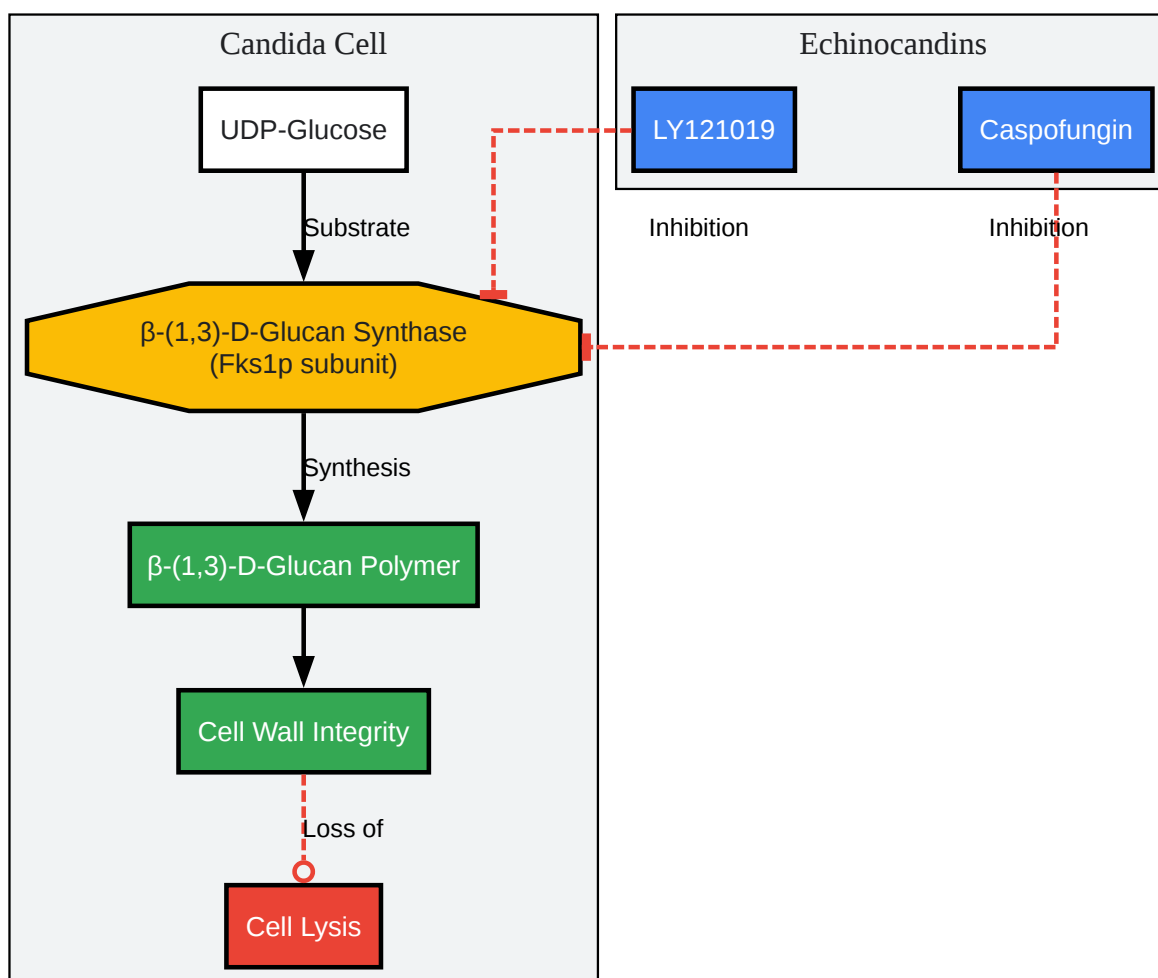 Candida Cell
Echinocandins
UDP-Glucose
LY121019
Caspofungin
Substrate
Inhibition
Inhibition
β-(1,3)-D-Glucan Synthase
(Fks1p subunit)
Synthesis
β-(1,3)-D-Glucan Polymer
Cell Wall Integrity
Loss of
Cell Lysis